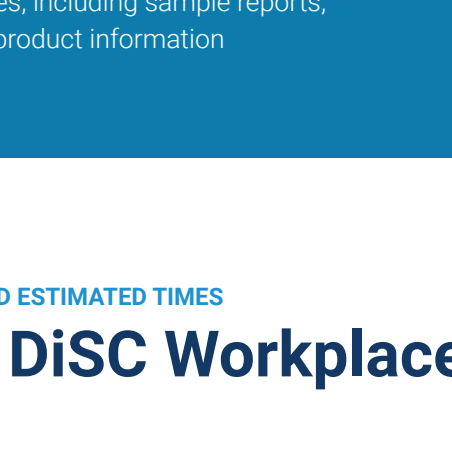 es, including sample reports,
product information
D ESTIMATED TIMES
DiSC Workplace